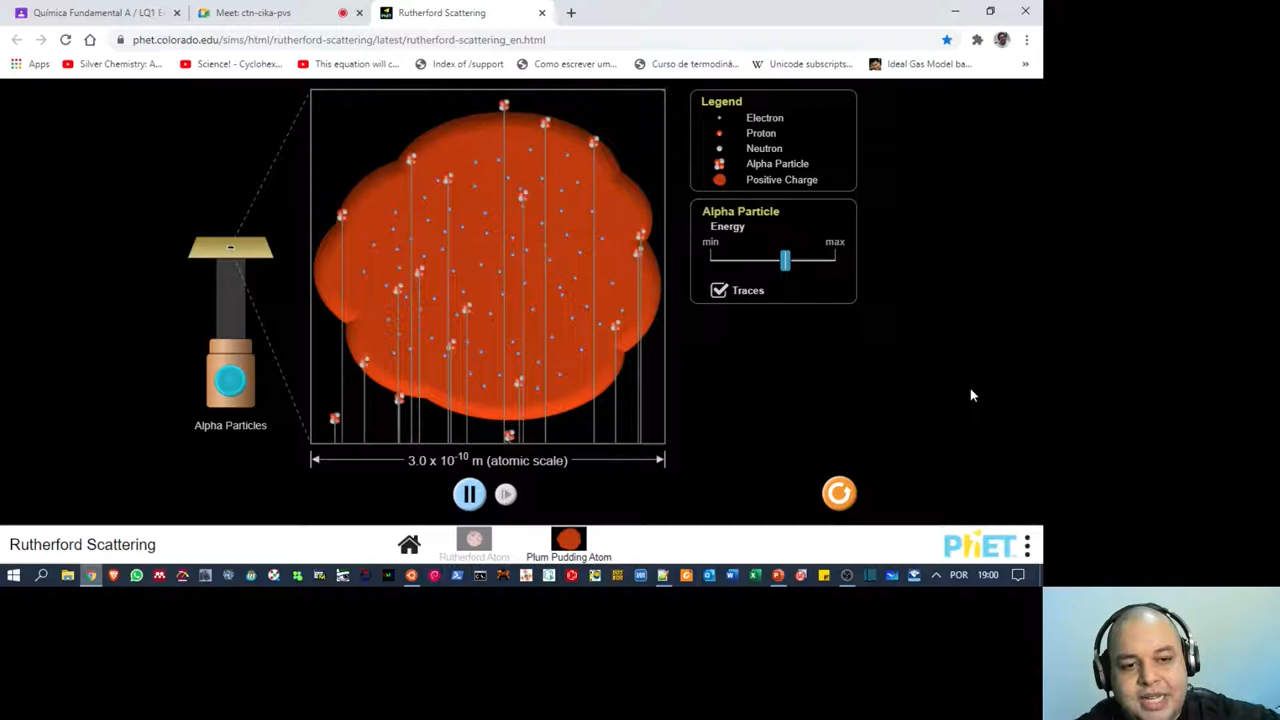 Química Fundamental A / LQ1 E
Meet: ctn-cika-pvs
Rutherford Scattering
phet.colorado.edu/sims/html/rutherford-scattering/latest/rutherford-scattering_en.html
Apps
Silver Chemistry: A...
Science! - Cyclohex...
This equation will c...
Index of /support
Como escrever um...
Curso de termodinâ...
Unicode subscripts...
Ideal Gas Model ba...
Legend
Electron
Proton
Neutron
Alpha Particle
Positive Charge
Alpha Particle
Energy
min
max
Traces
Alpha Particles
3.0 x 10⁻¹⁰ m (atomic scale)
Rutherford Scattering
Rutherford Atom
Plum Pudding Atom
PhET
POR
19:00